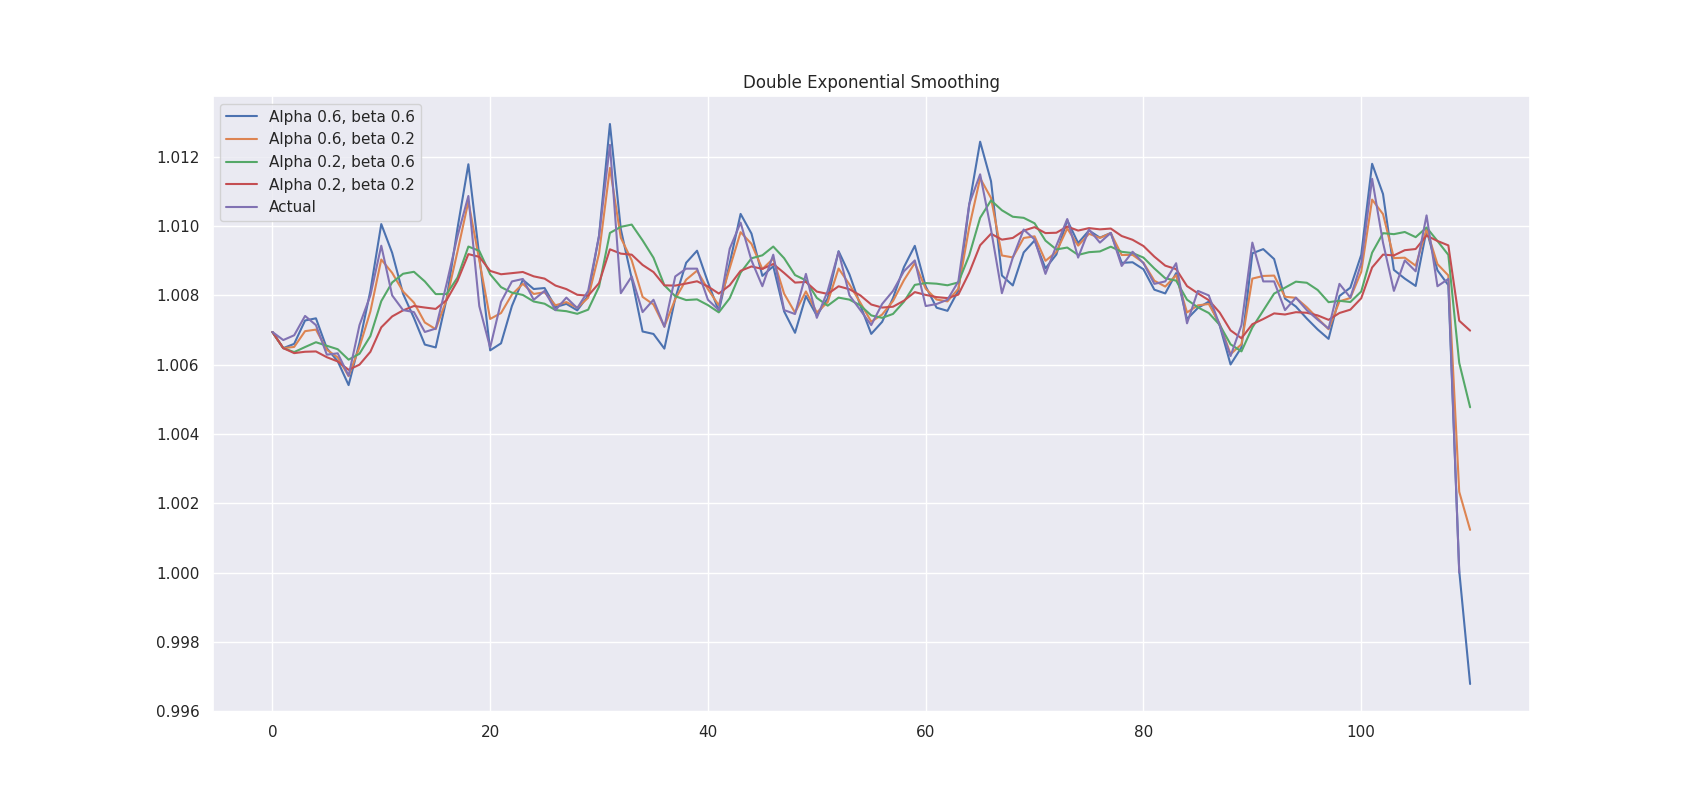 Double Exponential Smoothing
Alpha 0.6, beta 0.6
Alpha 0.6, beta 0.2
Alpha 0.2, beta 0.6
Alpha 0.2, beta 0.2
Actual
1.012
1.010
1.008
1.006
1.004
1.002
1.000
0.998
0.996
0 20 40 60 80 100